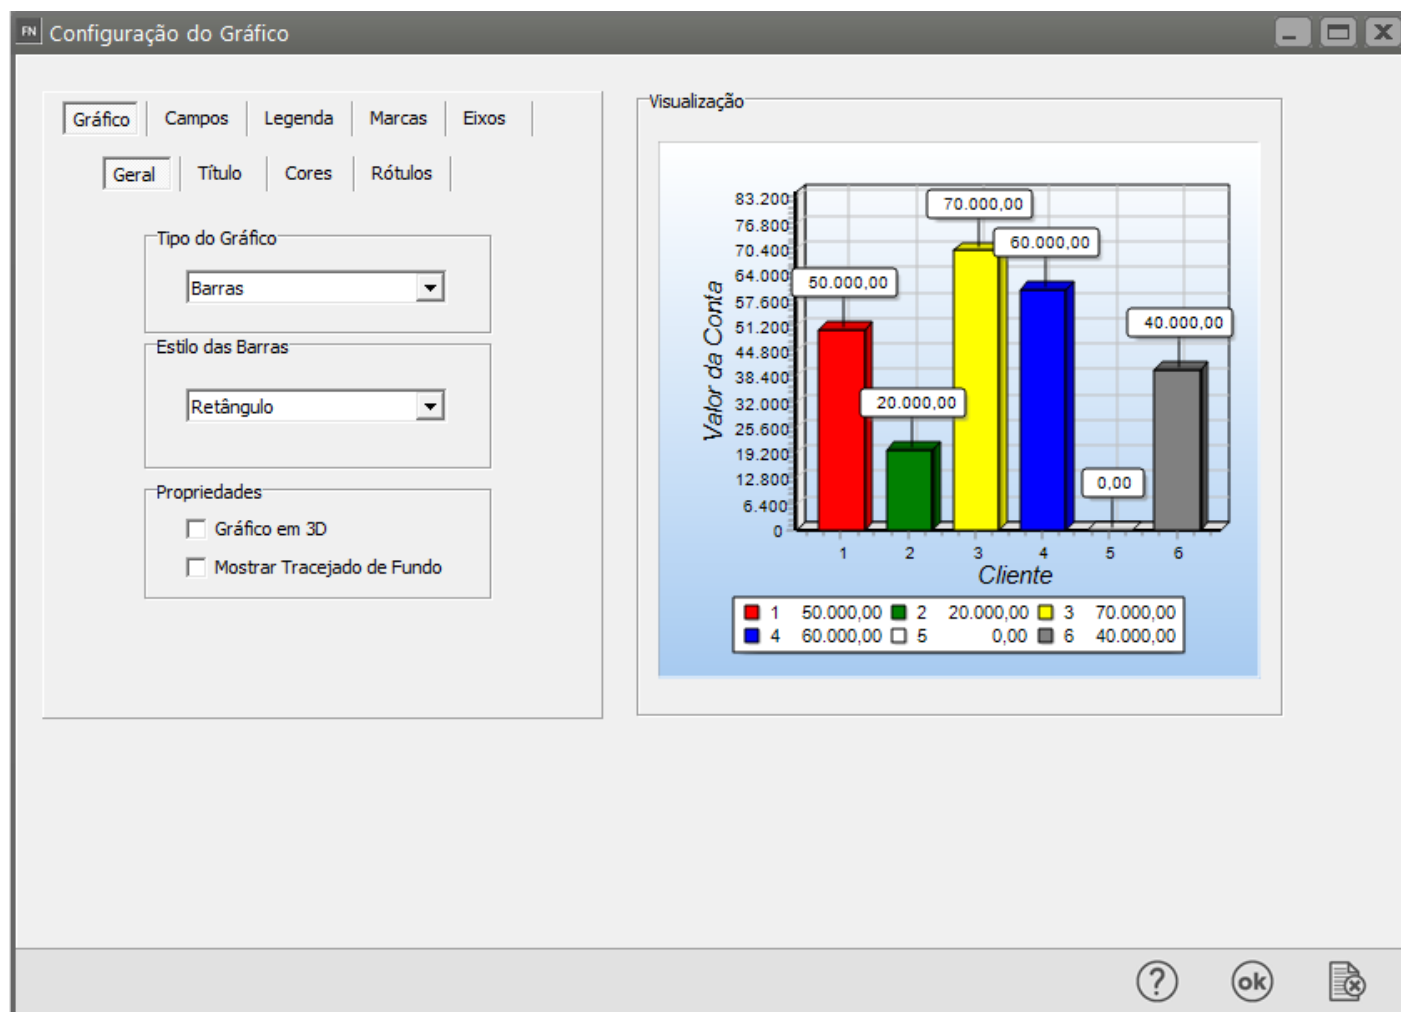 FN Configuração do Gráfico
Gráfico Campos Legenda Marcas Eixos
Geral Título Cores Rótulos
Tipo do Gráfico
Barras
Estilo das Barras
Retângulo
Propriedades
Gráfico em 3D
Mostrar Tracejado de Fundo
Visualização
Valor da Conta
83.200
76.800
70.400
64.000
57.600
51.200
44.800
38.400
32.000
25.600
19.200
12.800
6.400
0
50.000,00
20.000,00
70.000,00
60.000,00
0,00
40.000,00
1 2 3 4 5 6
Cliente
1 50.000,00 2 20.000,00 3 70.000,00
4 60.000,00 5 0,00 6 40.000,00
? ok